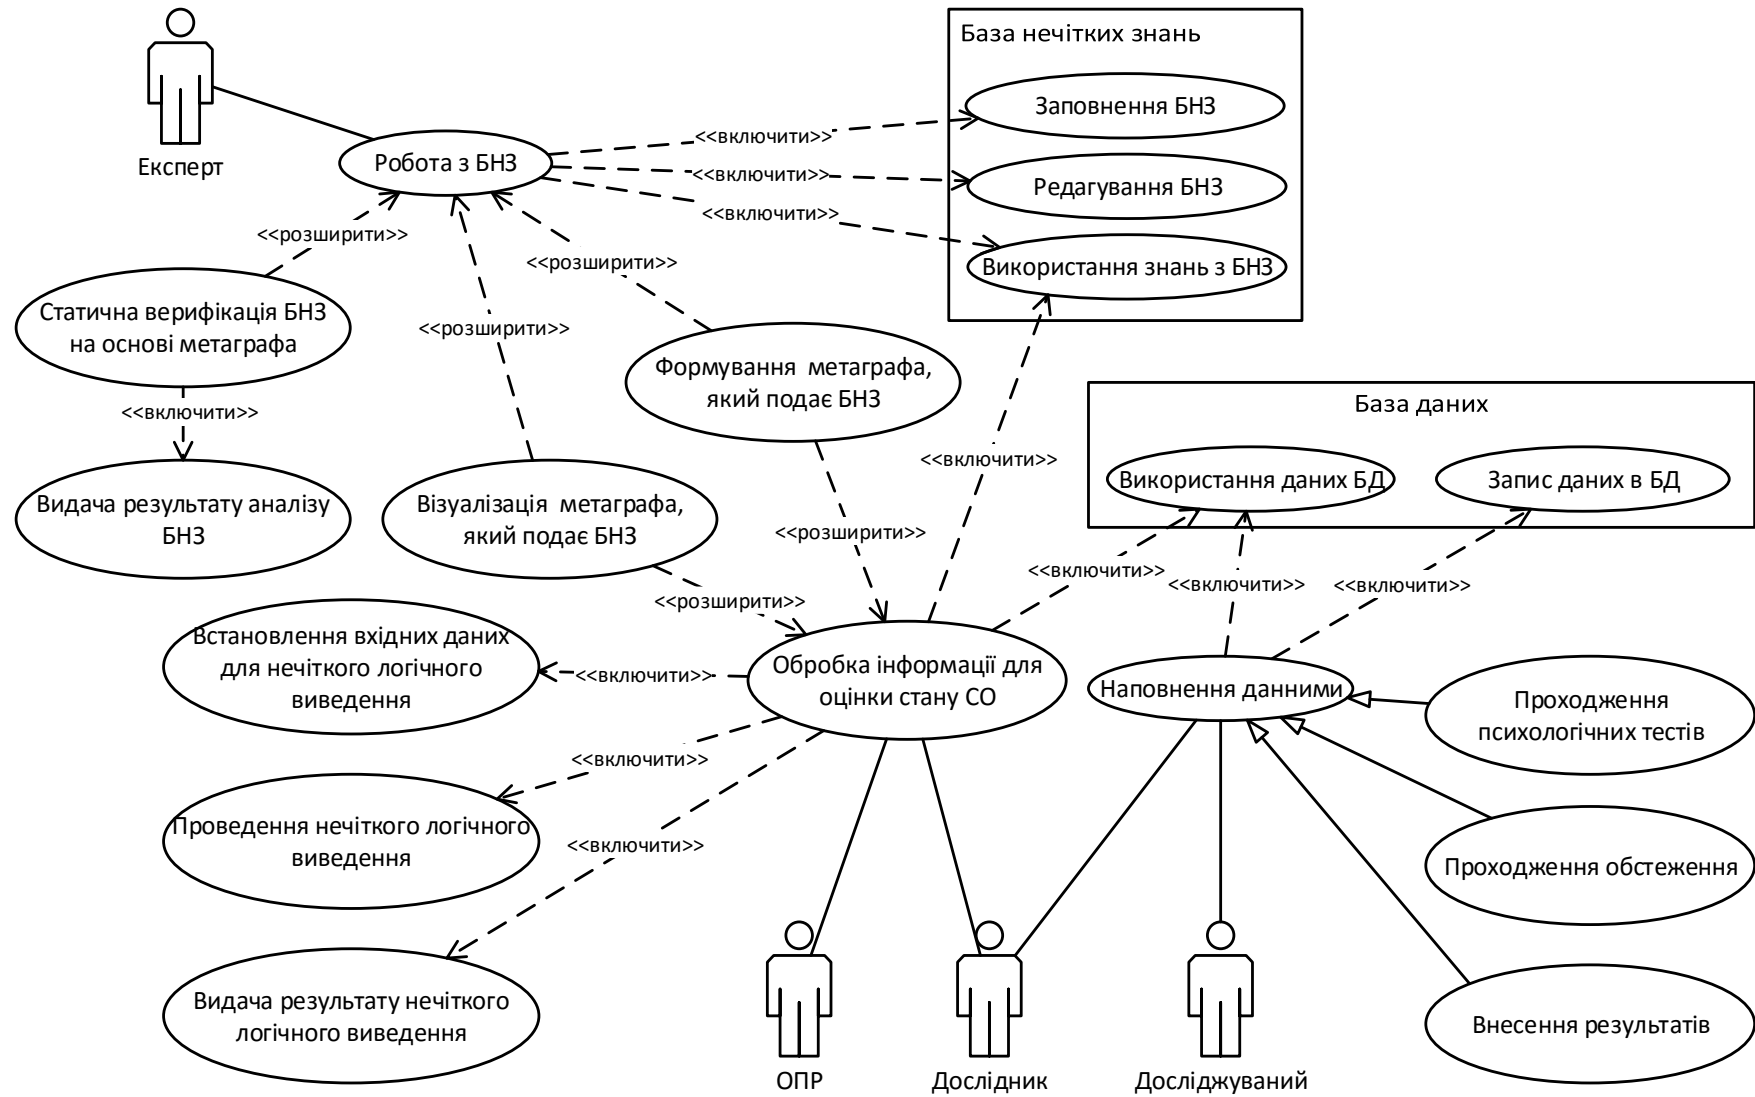 База нечітких знань
Заповнення БНЗ
<<включити>>
Експерт
Робота з БНЗ
<<включити>>
Редагування БНЗ
<<включити>>
<<розширити>>
<<розширити>>
Використання знань з БНЗ
Статична верифікація БНЗ
на основі метаграфа
<<розширити>>
Формування метаграфа,
який подає БНЗ
<<включити>>
База даних
<<включити>>
Використання даних БД
Запис даних в БД
Видача результату аналізу
БНЗ
Візуалізація метаграфа,
який подає БНЗ
<<розширити>>
<<включити>>
<<включити>>
<<включити>>
<<розширити>>
Встановлення вхідних даних
для нечіткого логічного
виведення
<<включити>>
Обробка інформації для
оцінки стану СО
Наповнення данними
Проходження
психологічних тестів
<<включити>>
Проведення нечіткого логічного
виведення
<<включити>>
Проходження обстеження
Видача результату нечіткого
логічного виведення
Внесення результатів
ОПР
Дослідник
Досліджуваний